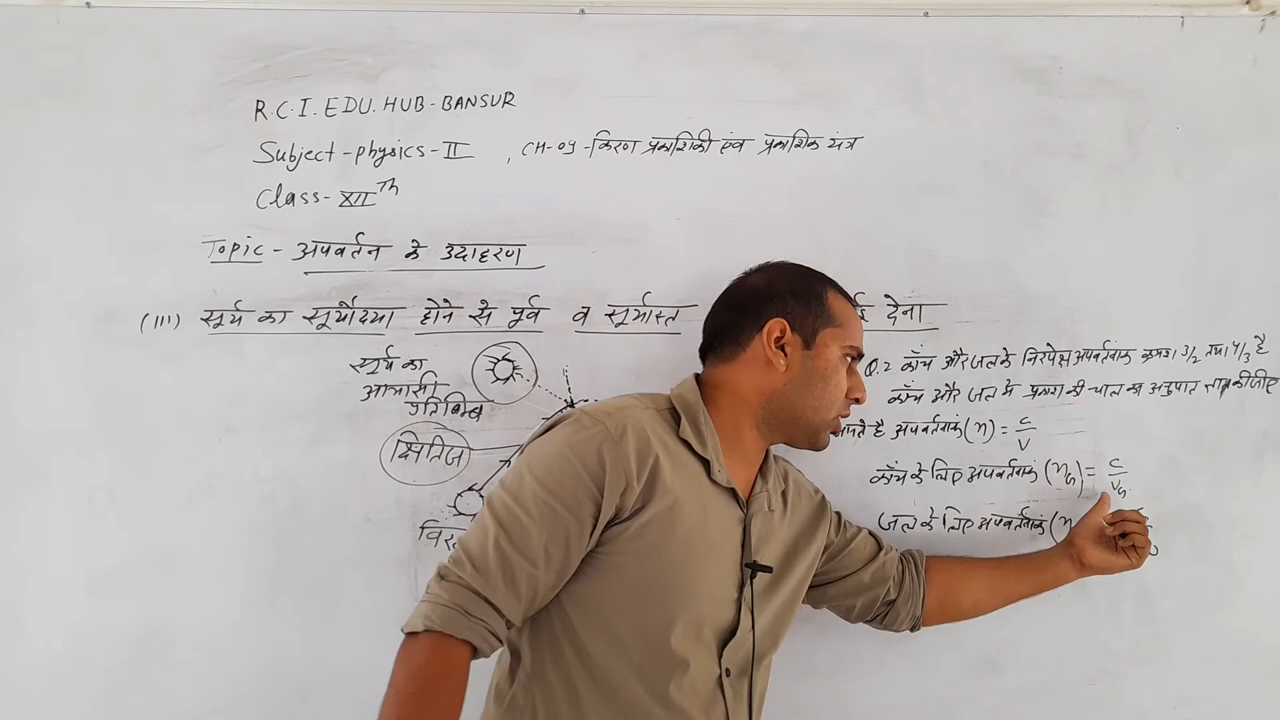 R.C.I. EDU. HUB-BANSUR
Subject-physics-II , CH-09-किरण प्रकाशिकी एवं प्रकाशिक यंत्र
Class-XIIth
Topic - अपवर्तन के उदाहरण
(III) सूर्य का सूर्योदया होने से पूर्व व सूर्यास्त देना
सूर्य का
आभासी
प्रतिबिम्ब
क्षितिज
Q.2 काँच और जल के निरपेक्ष अपवर्तनांक क्रमशः 3/2 तथा 4/3 है
काँच और जल में प्रकाश की चाल का अनुपात ज्ञात कीजिए
है अपवर्तनांक (n) = c/v
काँच के लिए अपवर्तनांक (nG) = c/vG
जल के लिए अपवर्तनांक (n